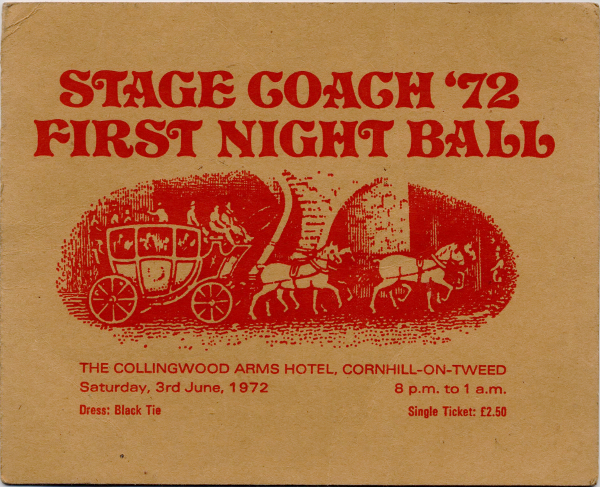 STAGE COACH '72
FIRST NIGHT BALL
THE COLLINGWOOD ARMS HOTEL, CORNHILL-ON-TWEED
Saturday, 3rd June, 1972 8 p.m. to 1 a.m.
Dress: Black Tie Single Ticket: £2.50